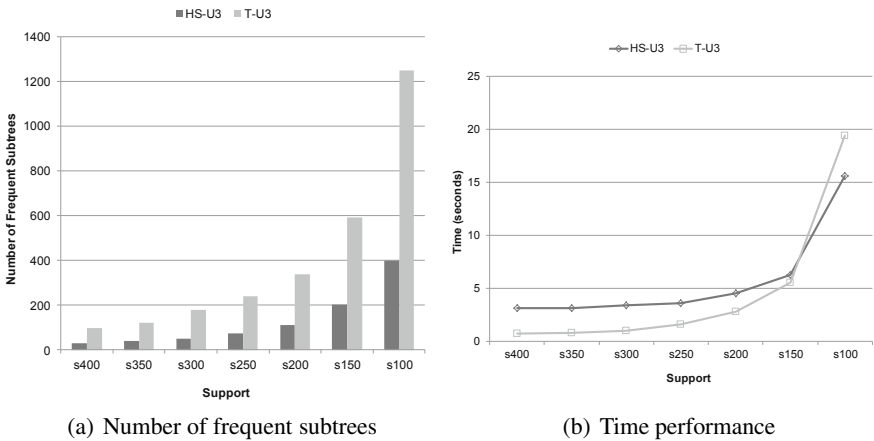 HS-U3 T-U3
1400
1200
1000
800
600
400
200
0
Number of Frequent Subtrees
s400 s350 s300 s250 s200 s150 s100
Support
(a) Number of frequent subtrees
HS-U3 T-U3
25
20
15
10
5
0
Time (seconds)
s400 s350 s300 s250 s200 s150 s100
Support
(b) Time performance